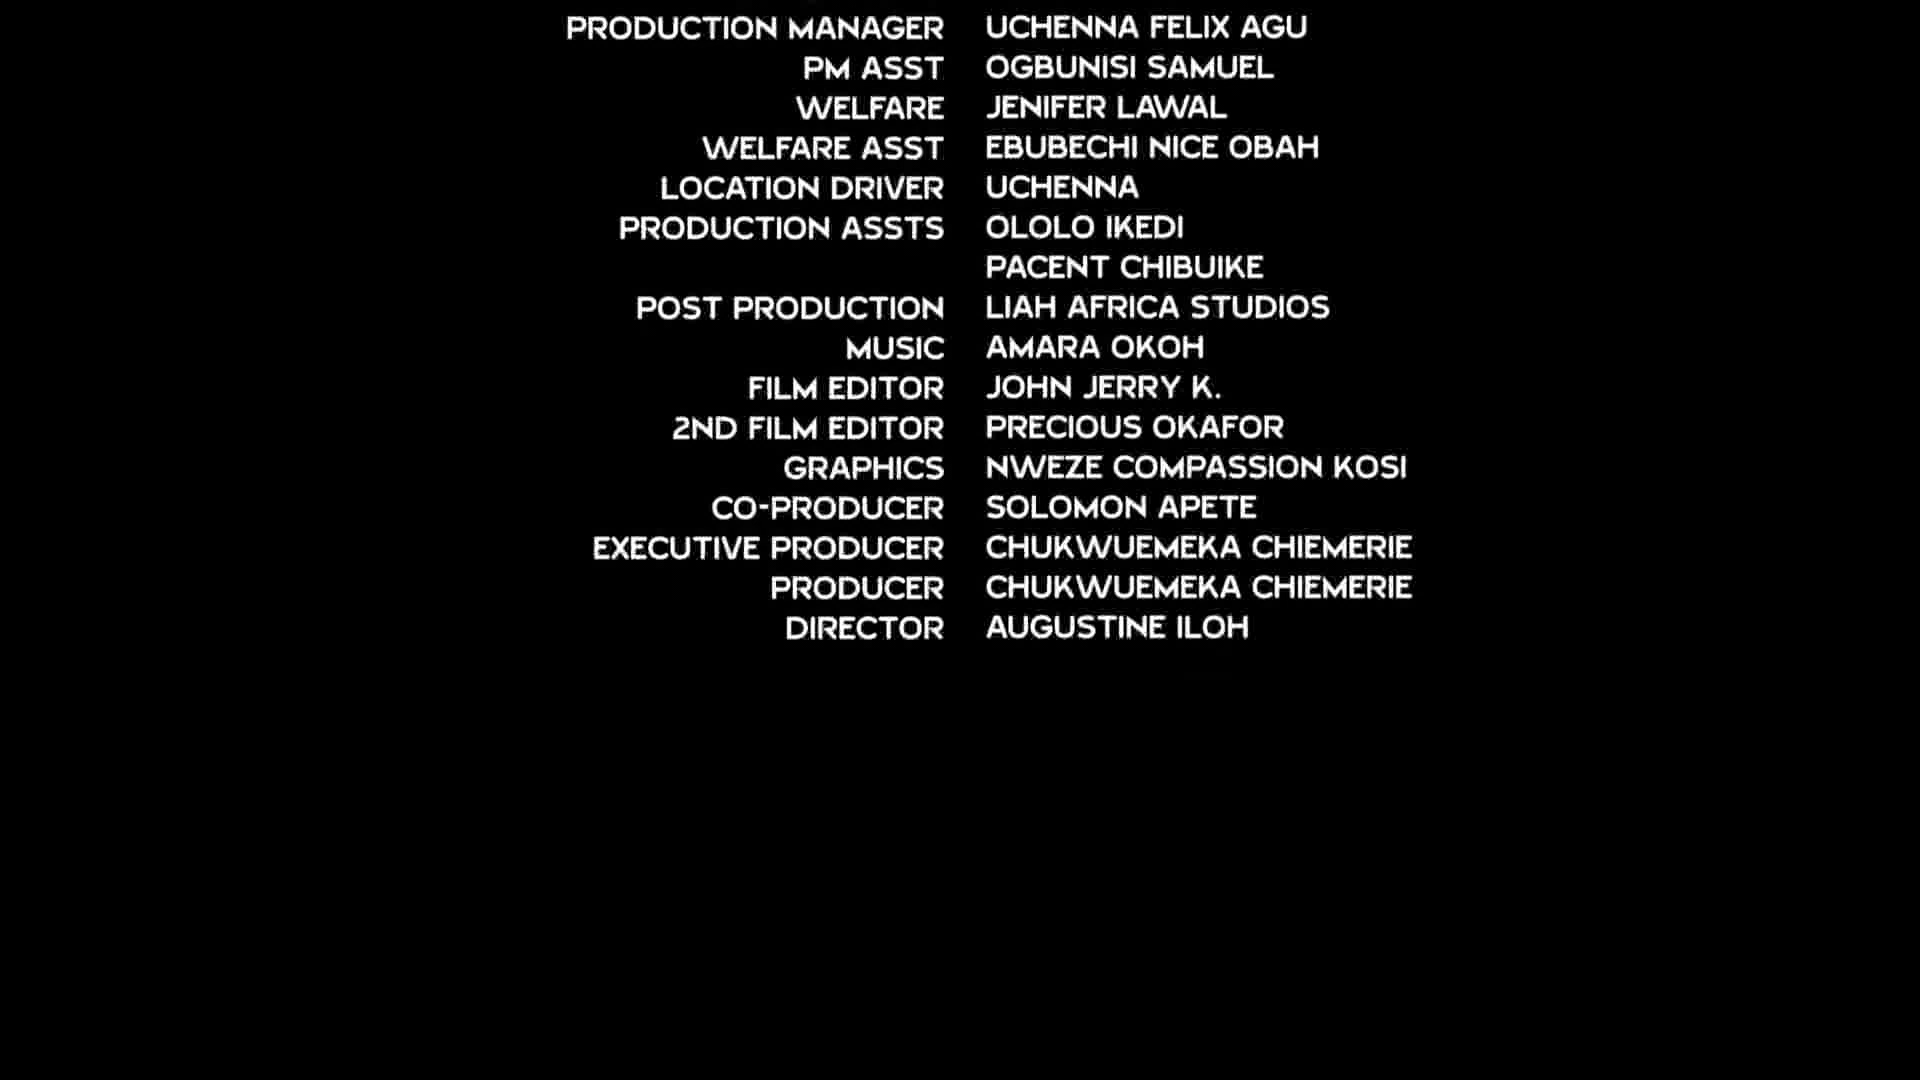 PRODUCTION MANAGER UCHENNA FELIX AGU
PM ASST OGBUNISI SAMUEL
WELFARE JENIFER LAWAL
WELFARE ASST EBUBECHI NICE OBAH
LOCATION DRIVER UCHENNA
PRODUCTION ASSTS OLOLO IKEDI
PACENT CHIBUIKE
POST PRODUCTION LIAH AFRICA STUDIOS
MUSIC AMARA OKOH
FILM EDITOR JOHN JERRY K.
2ND FILM EDITOR PRECIOUS OKAFOR
GRAPHICS NWEZE COMPASSION KOSI
CO-PRODUCER SOLOMON APETE
EXECUTIVE PRODUCER CHUKWUEMEKA CHIEMERIE
PRODUCER CHUKWUEMEKA CHIEMERIE
DIRECTOR AUGUSTINE ILOH